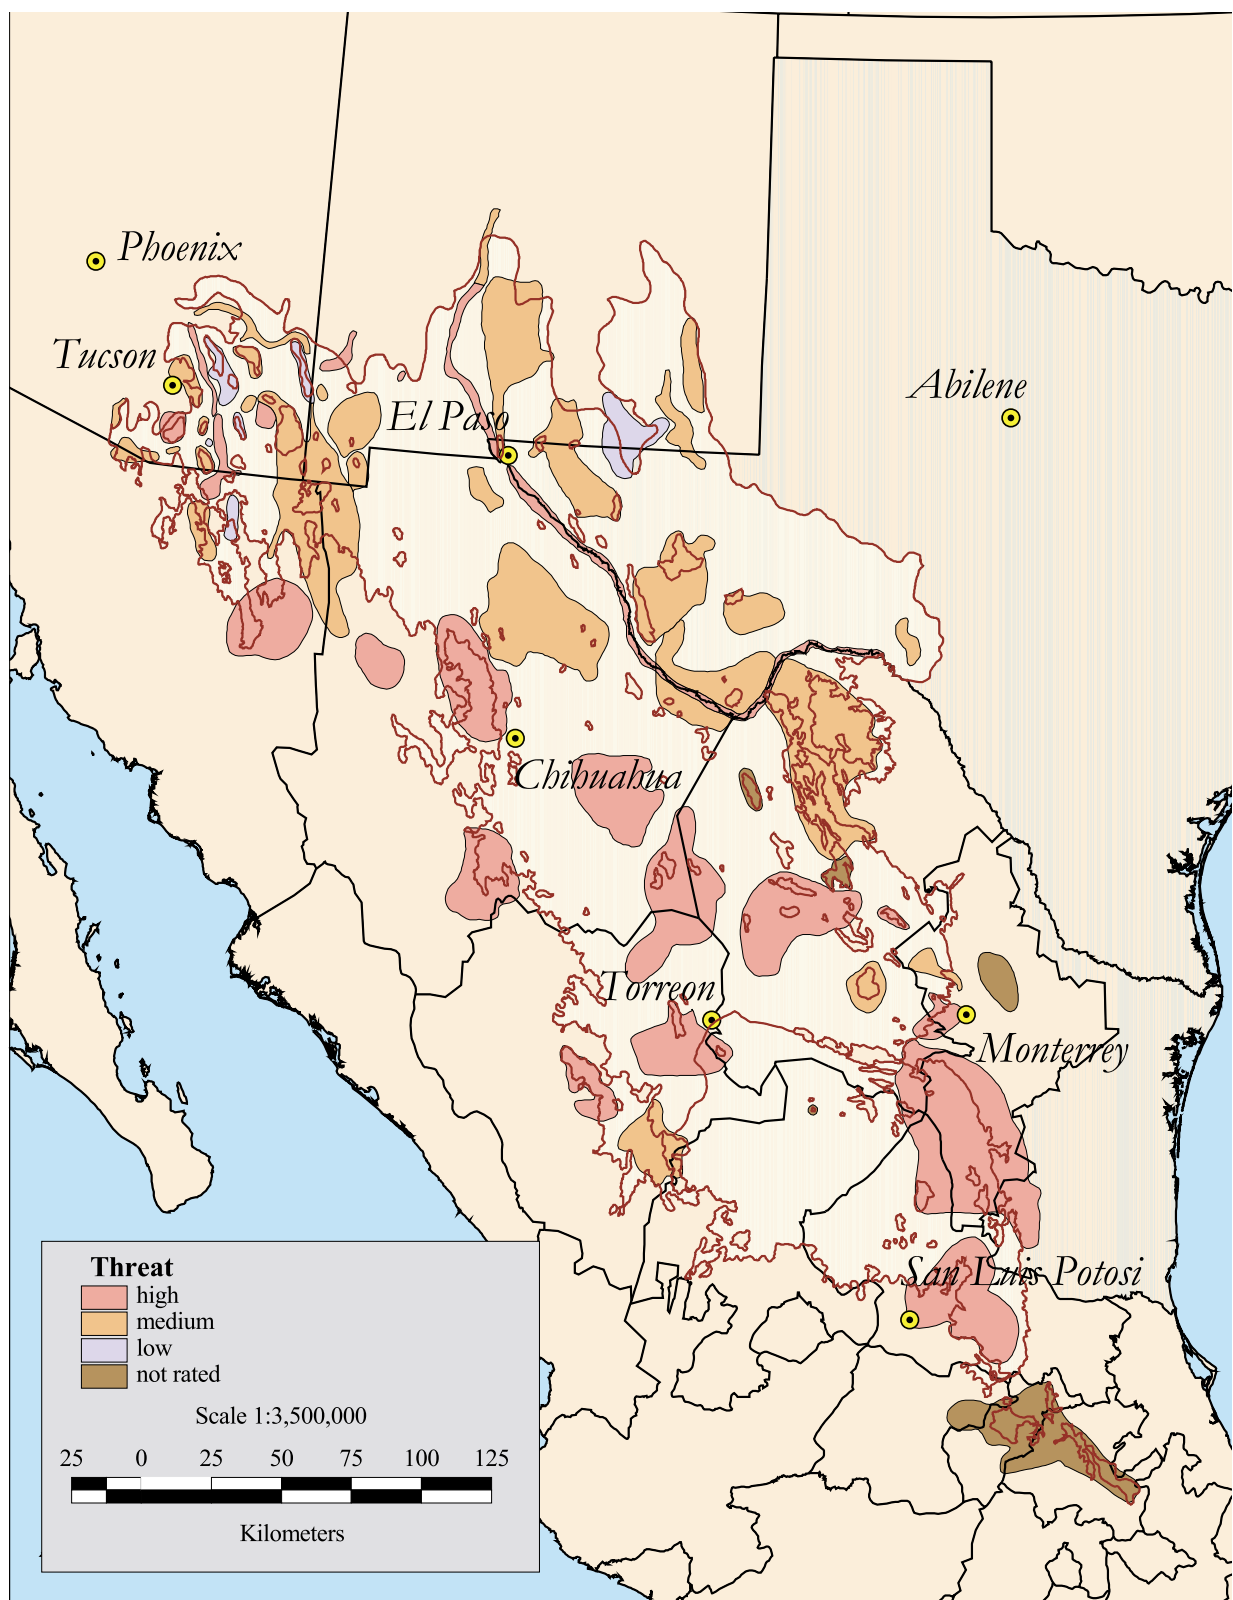 Phoenix
Tucson
Abilene
El Paso
Chihuahua
Torreon
Monterrey
San Luis Potosi
Threat
high
medium
low
not rated
Scale 1:3,500,000
25 0 25 50 75 100 125
Kilometers